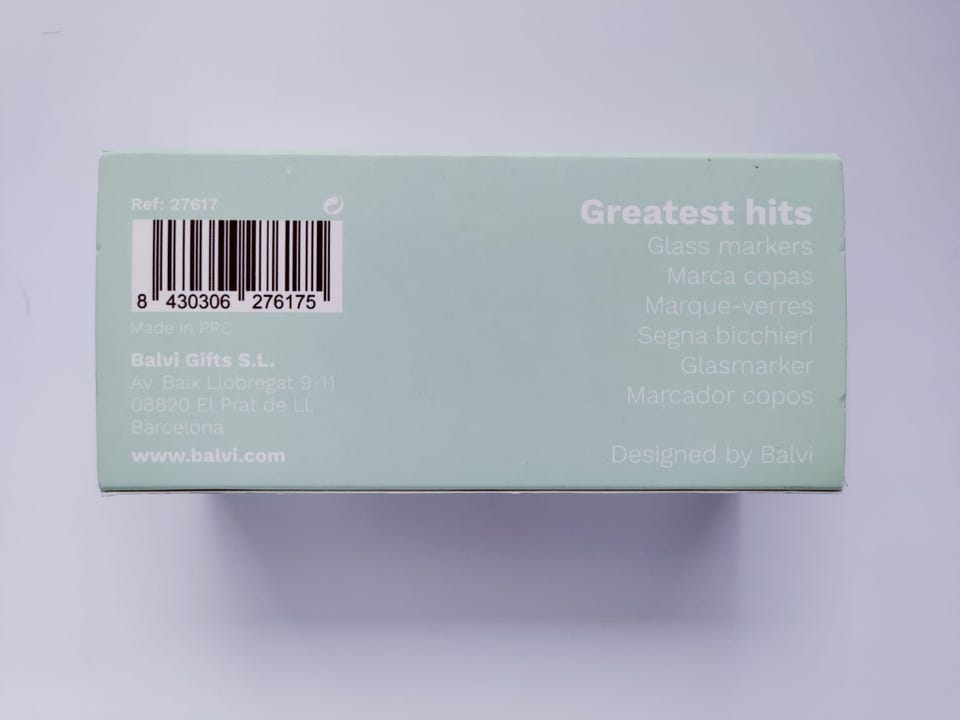 Ref: 27617
8 430306 276175
Made in PRC
Balvi Gifts S.L.
Av. Baix Llobregat 9-11
08820 El Prat de Ll.
Barcelona
www.balvi.com
Greatest hits
Glass markers
Marca copas
Marque-verres
Segna bicchieri
Glasmarker
Marcador copos
Designed by Balvi